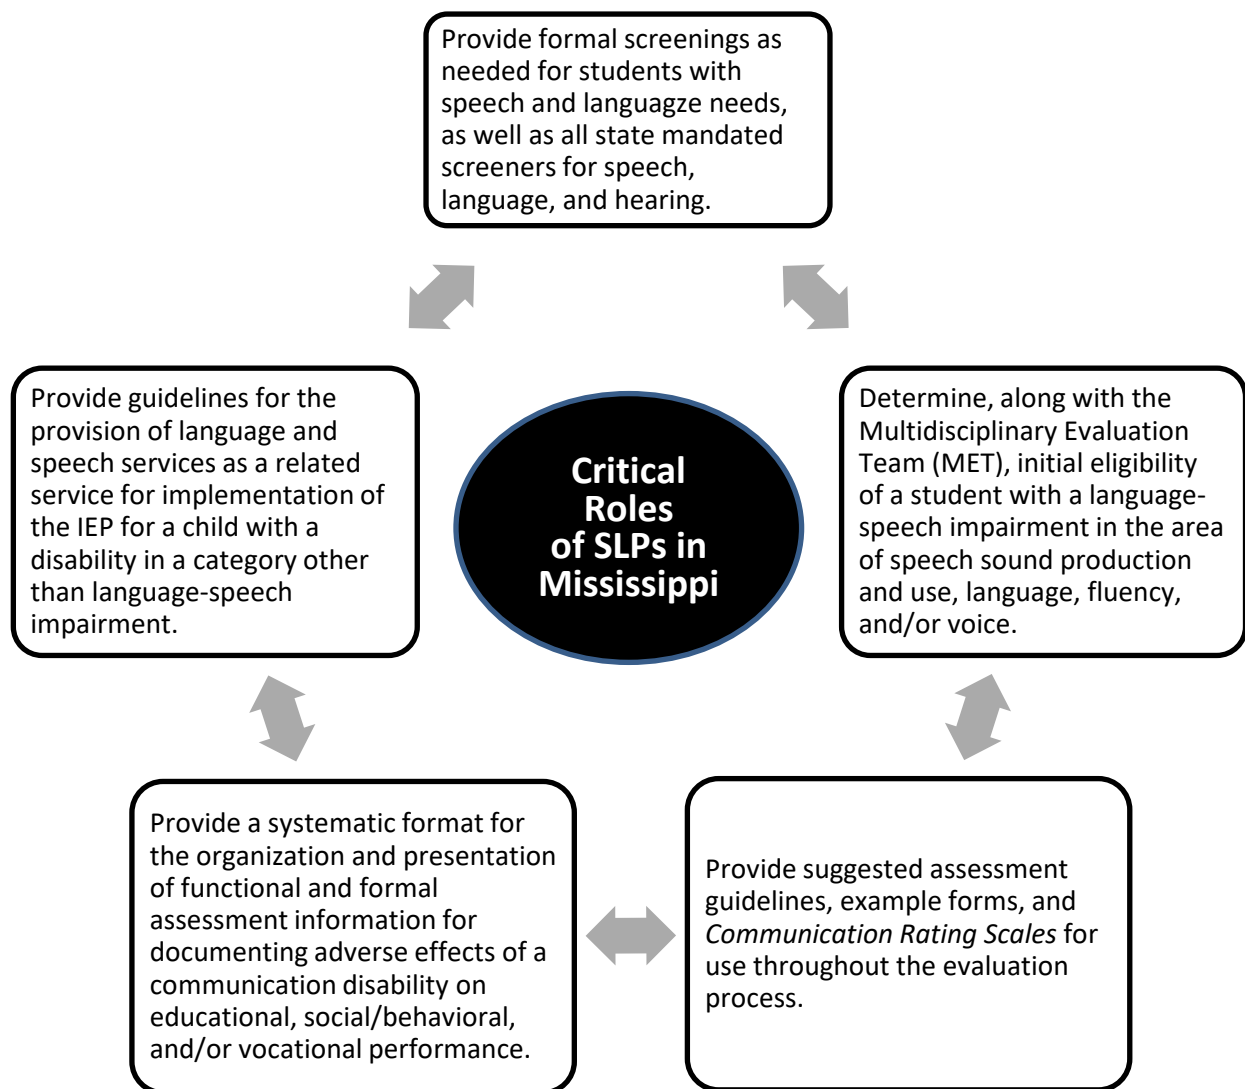 Provide formal screenings as
needed for students with
speech and languagze needs,
as well as all state mandated
screeners for speech,
language, and hearing.
Provide guidelines for the
provision of language and
speech services as a related
service for implementation of
the IEP for a child with a
disability in a category other
than language-speech
impairment.
Critical
Roles
of SLPs in
Mississippi
Determine, along with the
Multidisciplinary Evaluation
Team (MET), initial eligibility
of a student with a language-
speech impairment in the area
of speech sound production
and use, language, fluency,
and/or voice.
Provide a systematic format for
the organization and presentation
of functional and formal
assessment information for
documenting adverse effects of a
communication disability on
educational, social/behavioral,
and/or vocational performance.
Provide suggested assessment
guidelines, example forms, and
Communication Rating Scales for
use throughout the evaluation
process.